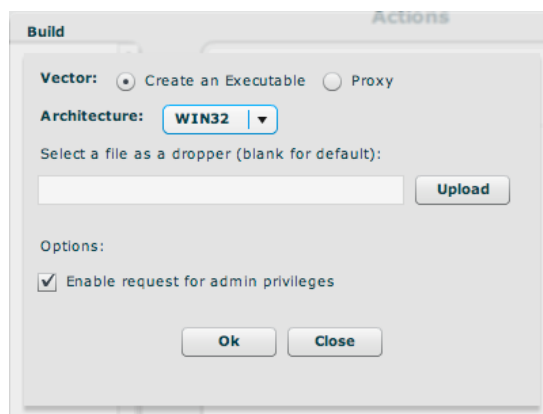 Actions
Build
Vector: Create an Executable Proxy
Architecture: WIN32
Select a file as a dropper (blank for default):
Upload
Options:
Enable request for admin privileges
Ok Close